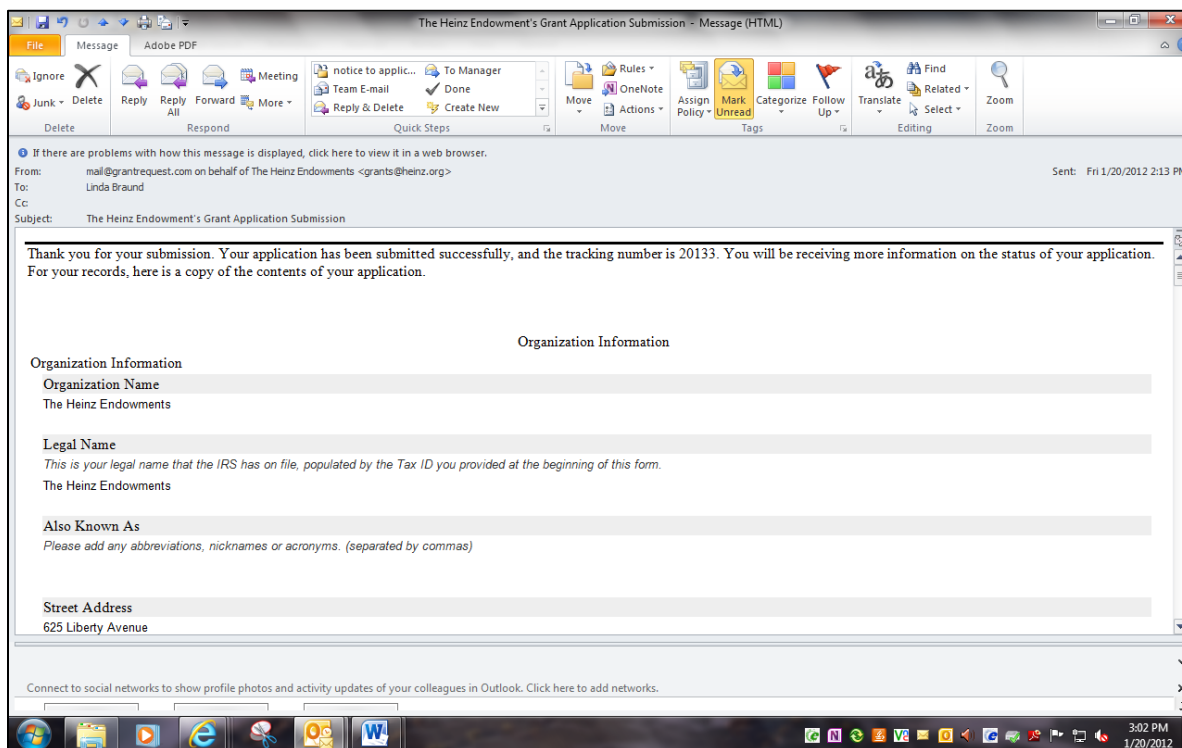 The Heinz Endowment's Grant Application Submission - Message (HTML)
File Message Adobe PDF
Ignore
Junk
Delete
Reply
Reply All
Forward
Meeting
More
notice to applic...
Team E-mail
Reply & Delete
To Manager
Done
Create New
Move
Rules
OneNote
Actions
Assign Policy
Mark Unread
Categorize
Follow Up
Translate
Find
Related
Select
Zoom
Delete Respond Quick Steps Move Tags Editing Zoom
If there are problems with how this message is displayed, click here to view it in a web browser.
From: mail@grantrequest.com on behalf of The Heinz Endowments <grants@heinz.org> Sent: Fri 1/20/2012 2:13 PM
To: Linda Braund
Cc:
Subject: The Heinz Endowment's Grant Application Submission
Thank you for your submission. Your application has been submitted successfully, and the tracking number is 20133. You will be receiving more information on the status of your application.
For your records, here is a copy of the contents of your application.
Organization Information
Organization Information
Organization Name
The Heinz Endowments
Legal Name
This is your legal name that the IRS has on file, populated by the Tax ID you provided at the beginning of this form.
The Heinz Endowments
Also Known As
Please add any abbreviations, nicknames or acronyms. (separated by commas)
Street Address
625 Liberty Avenue
Connect to social networks to show profile photos and activity updates of your colleagues in Outlook. Click here to add networks.
3:02 PM
1/20/2012